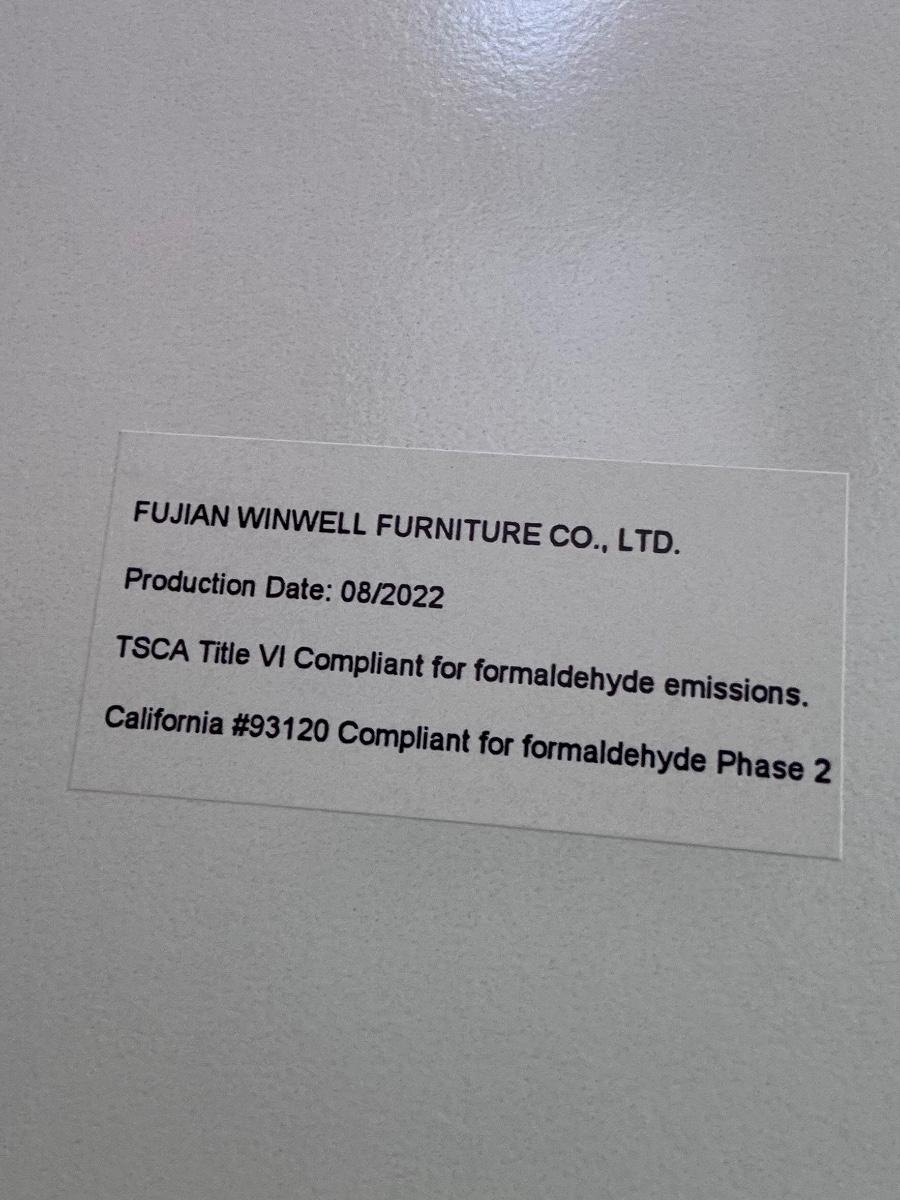 FUJIAN WINWELL FURNITURE CO., LTD.
Production Date: 08/2022
TSCA Title VI Compliant for formaldehyde emissions.
California #93120 Compliant for formaldehyde Phase 2